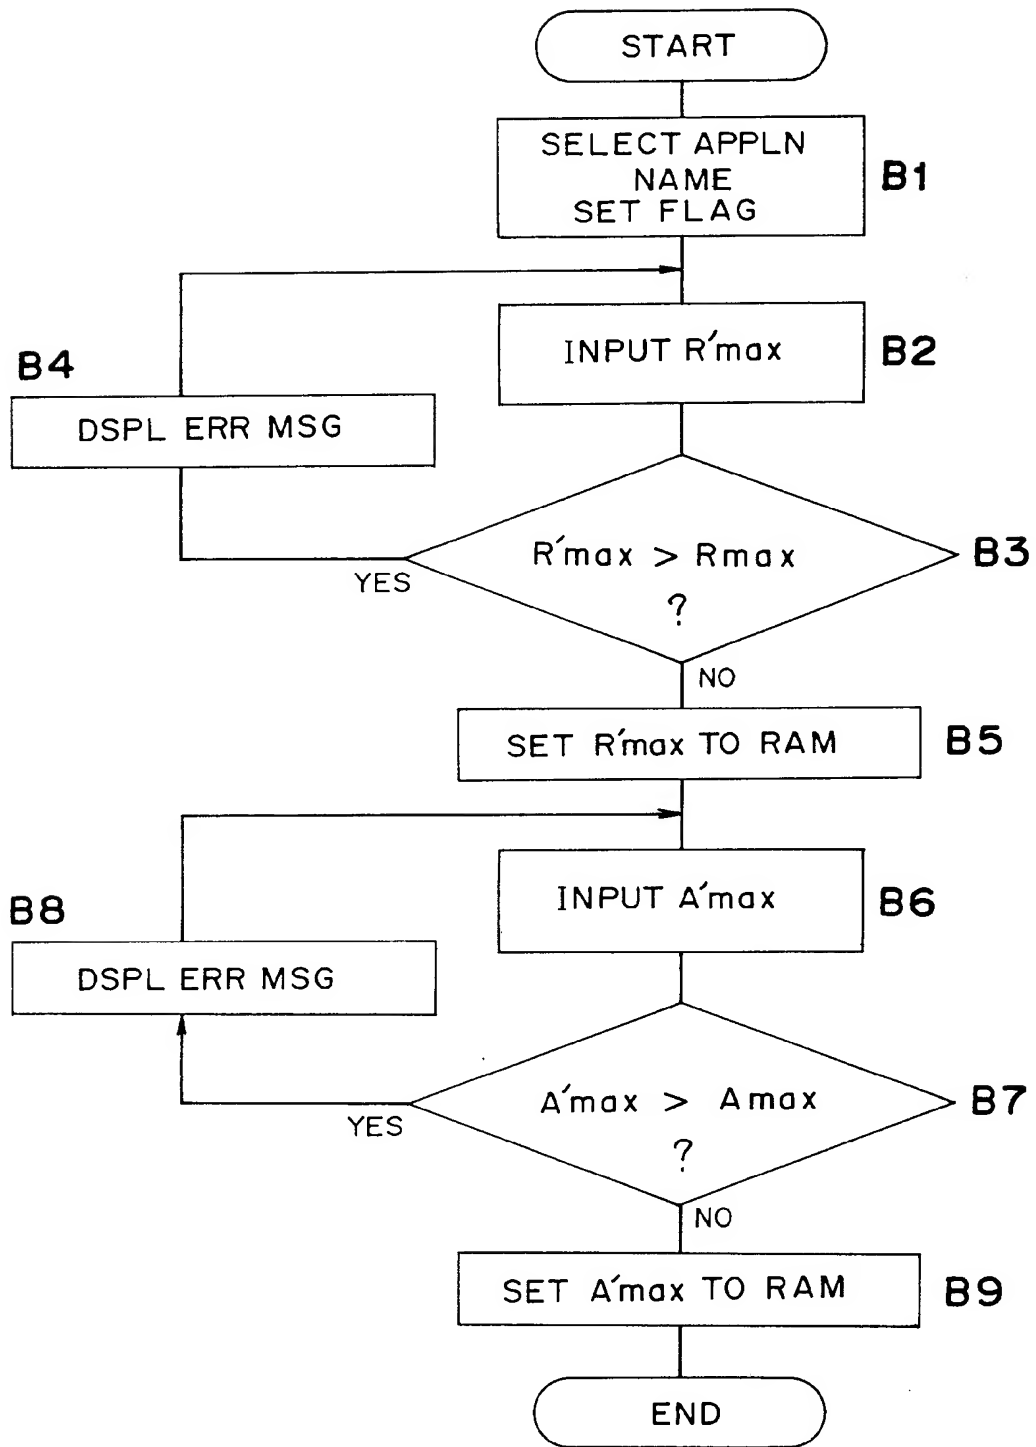 START
SELECT APPLN
NAME
SET FLAG
B1
INPUT R'max
B2
B4
DSPL ERR MSG
R'max > Rmax
?
B3
YES
NO
SET R'max TO RAM
B5
INPUT A'max
B6
B8
DSPL ERR MSG
A'max > Amax
?
B7
YES
NO
SET A'max TO RAM
B9
END